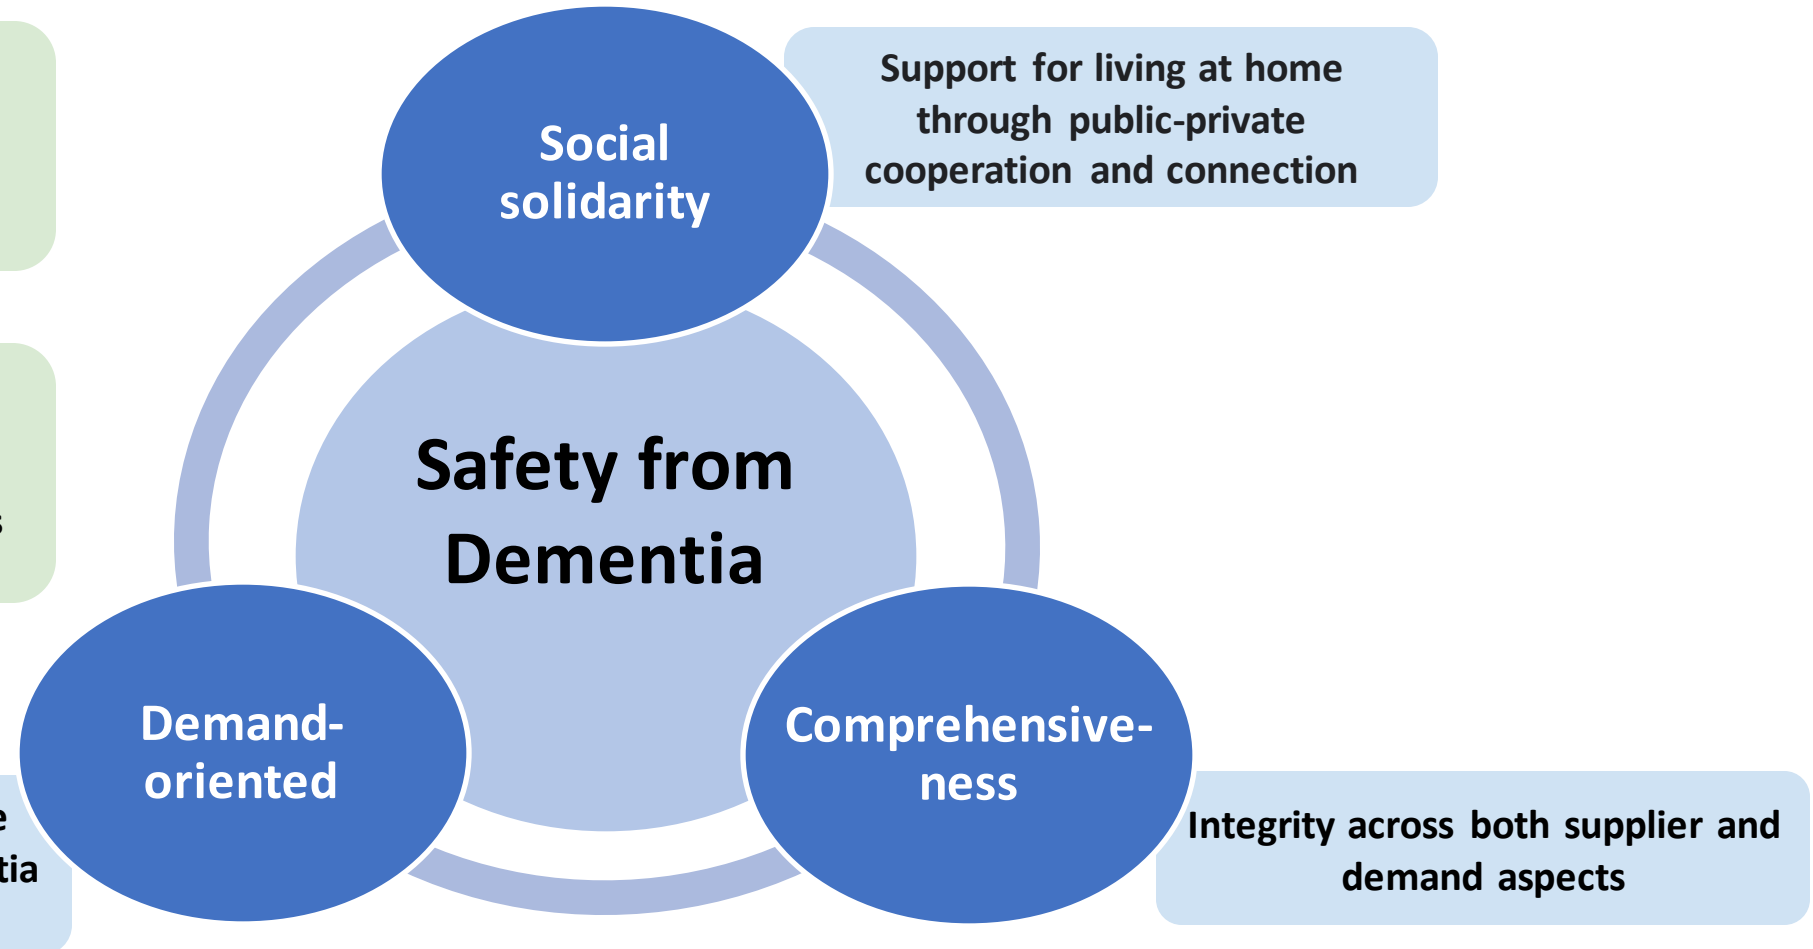 Social
solidarity
Support for living at home
through public-private
cooperation and connection
Safety from
Dementia
s
Demand-
oriented
e
tia
Comprehensive-
ness
Integrity across both supplier and
demand aspects